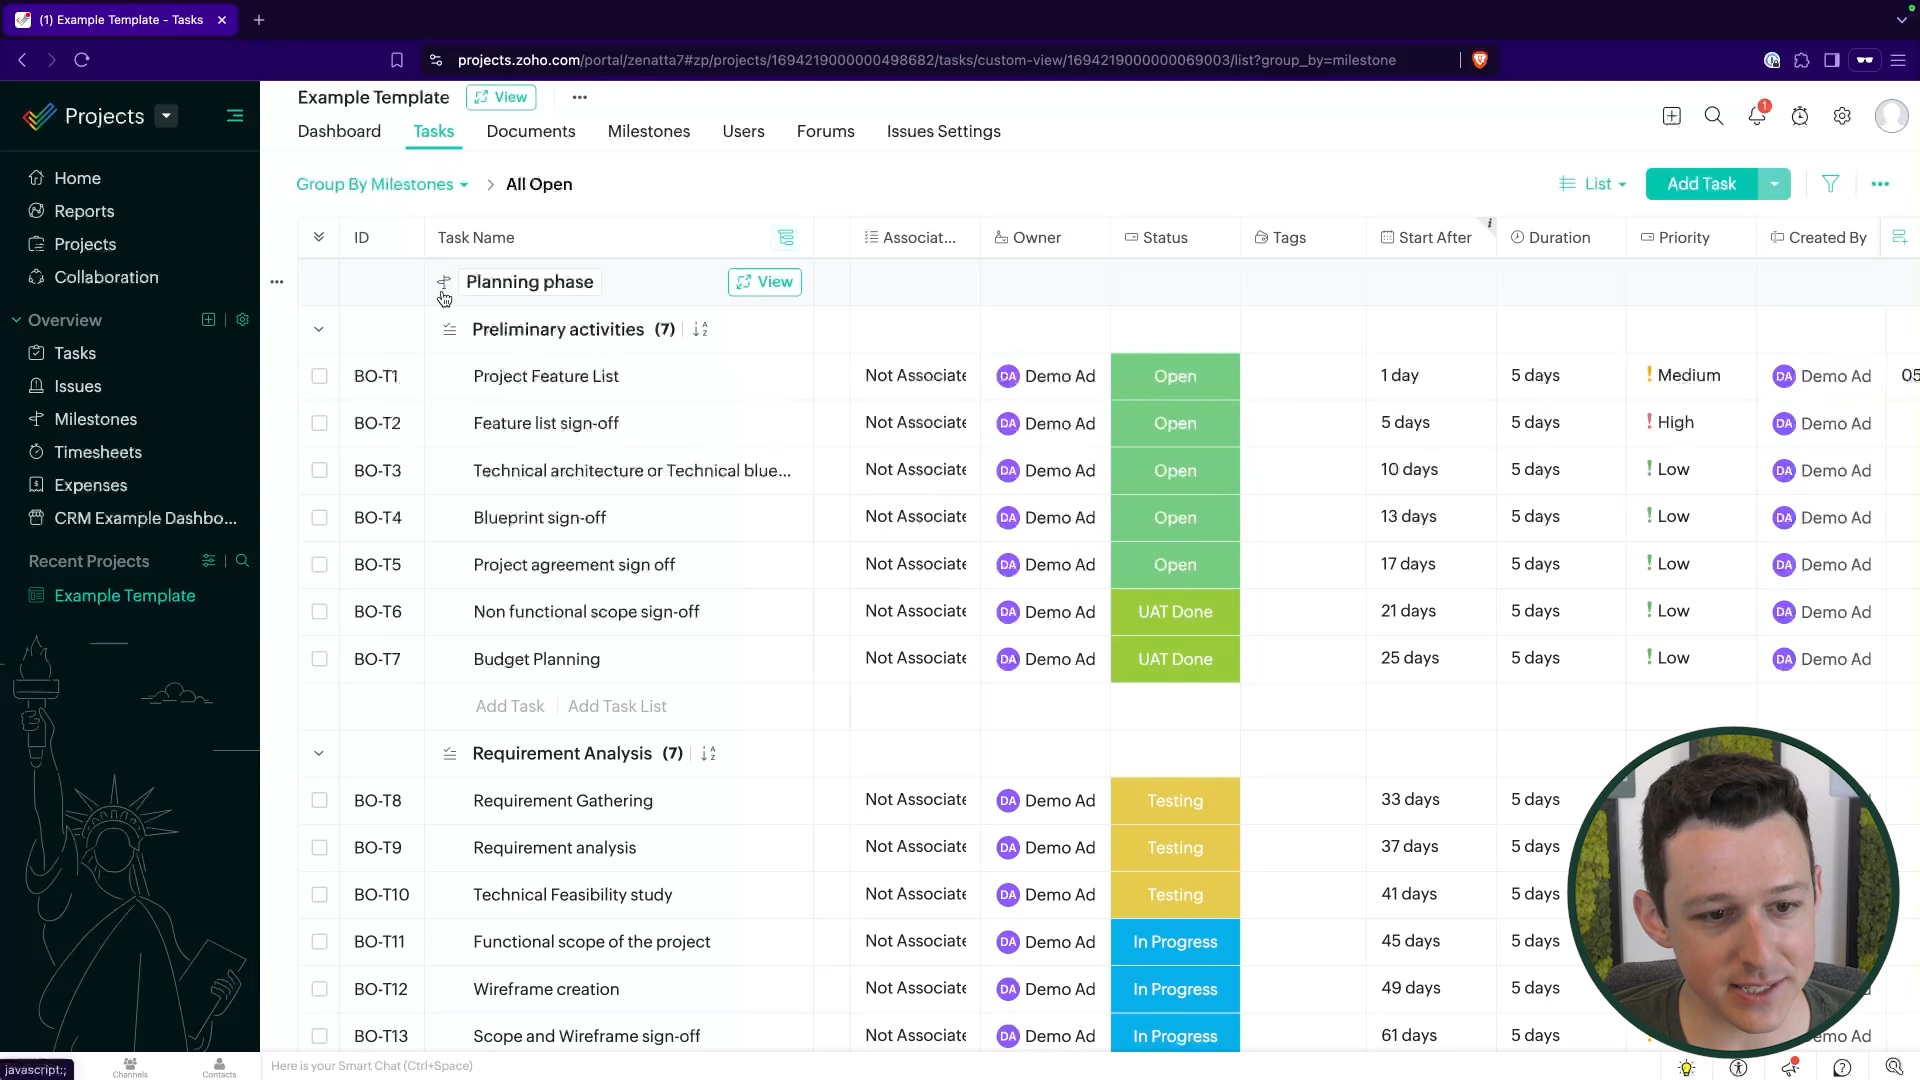 (1) Example Template - Tasks
projects.zoho.com/portal/zenatta7#zp/projects/1694219000000498682/tasks/custom-view/1694219000000069003/list?group_by=milestone
Projects
Home
Reports
Projects
Collaboration
Overview
Tasks
Issues
Milestones
Timesheets
Expenses
CRM Example Dashbo...
Recent Projects
Example Template
Example Template View
Dashboard Tasks Documents Milestones Users Forums Issues Settings
1
Group By Milestones > All Open
List Add Task
ID Task Name Associat... Owner Status Tags Start After Duration Priority Created By
Planning phase View
Preliminary activities (7)
BO-T1 Project Feature List Not Associate DA Demo Ad Open 1 day 5 days Medium DA Demo Ad 05
BO-T2 Feature list sign-off Not Associate DA Demo Ad Open 5 days 5 days High DA Demo Ad
BO-T3 Technical architecture or Technical blue... Not Associate DA Demo Ad Open 10 days 5 days Low DA Demo Ad
BO-T4 Blueprint sign-off Not Associate DA Demo Ad Open 13 days 5 days Low DA Demo Ad
BO-T5 Project agreement sign off Not Associate DA Demo Ad Open 17 days 5 days Low DA Demo Ad
BO-T6 Non functional scope sign-off Not Associate DA Demo Ad UAT Done 21 days 5 days Low DA Demo Ad
BO-T7 Budget Planning Not Associate DA Demo Ad UAT Done 25 days 5 days Low DA Demo Ad
Add Task Add Task List
Requirement Analysis (7)
BO-T8 Requirement Gathering Not Associate DA Demo Ad Testing 33 days 5 days
BO-T9 Requirement analysis Not Associate DA Demo Ad Testing 37 days 5 days
BO-T10 Technical Feasibility study Not Associate DA Demo Ad Testing 41 days 5 days
BO-T11 Functional scope of the project Not Associate DA Demo Ad In Progress 45 days 5 days
BO-T12 Wireframe creation Not Associate DA Demo Ad In Progress 49 days 5 days
BO-T13 Scope and Wireframe sign-off Not Associate DA Demo Ad In Progress 61 days 5 days emo Ad
javascript:;
Channels
Contacts
Here is your Smart Chat (Ctrl+Space)